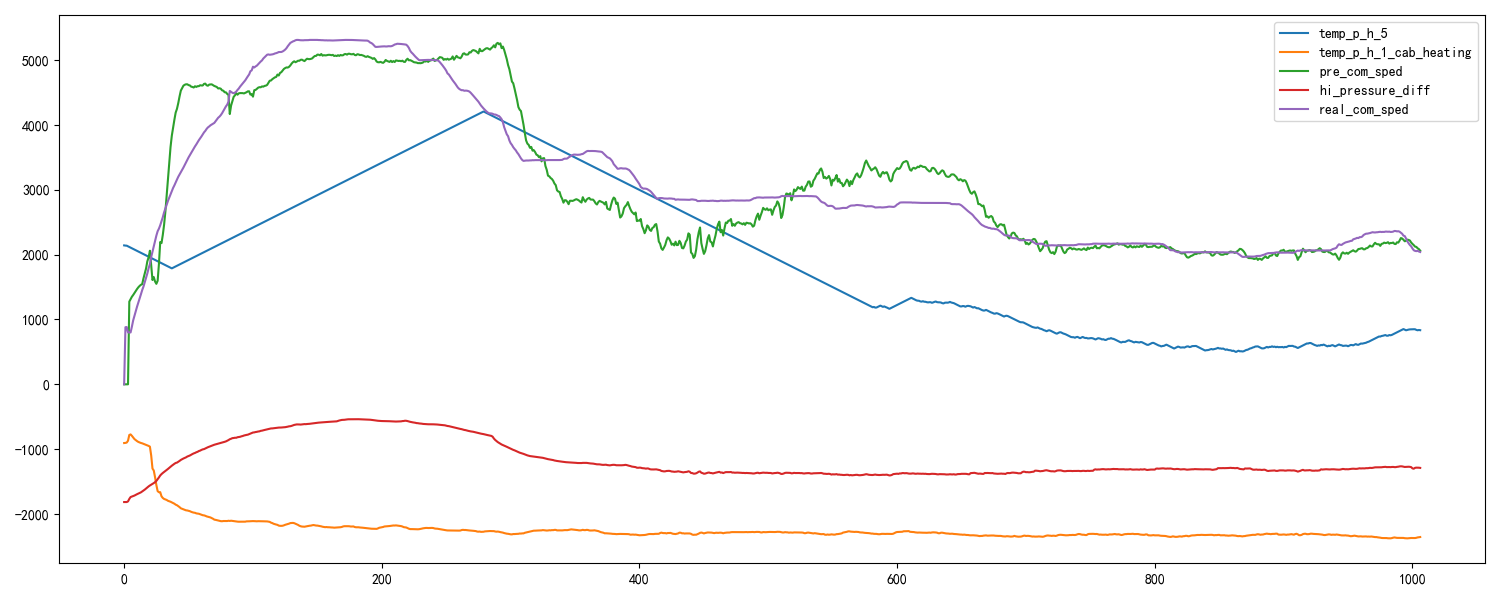 temp_p_h_5
temp_p_h_1_cab_heating
pre_com_sped
hi_pressure_diff
real_com_sped
5000
4000
3000
2000
1000
0
−1000
−2000
0 200 400 600 800 1000